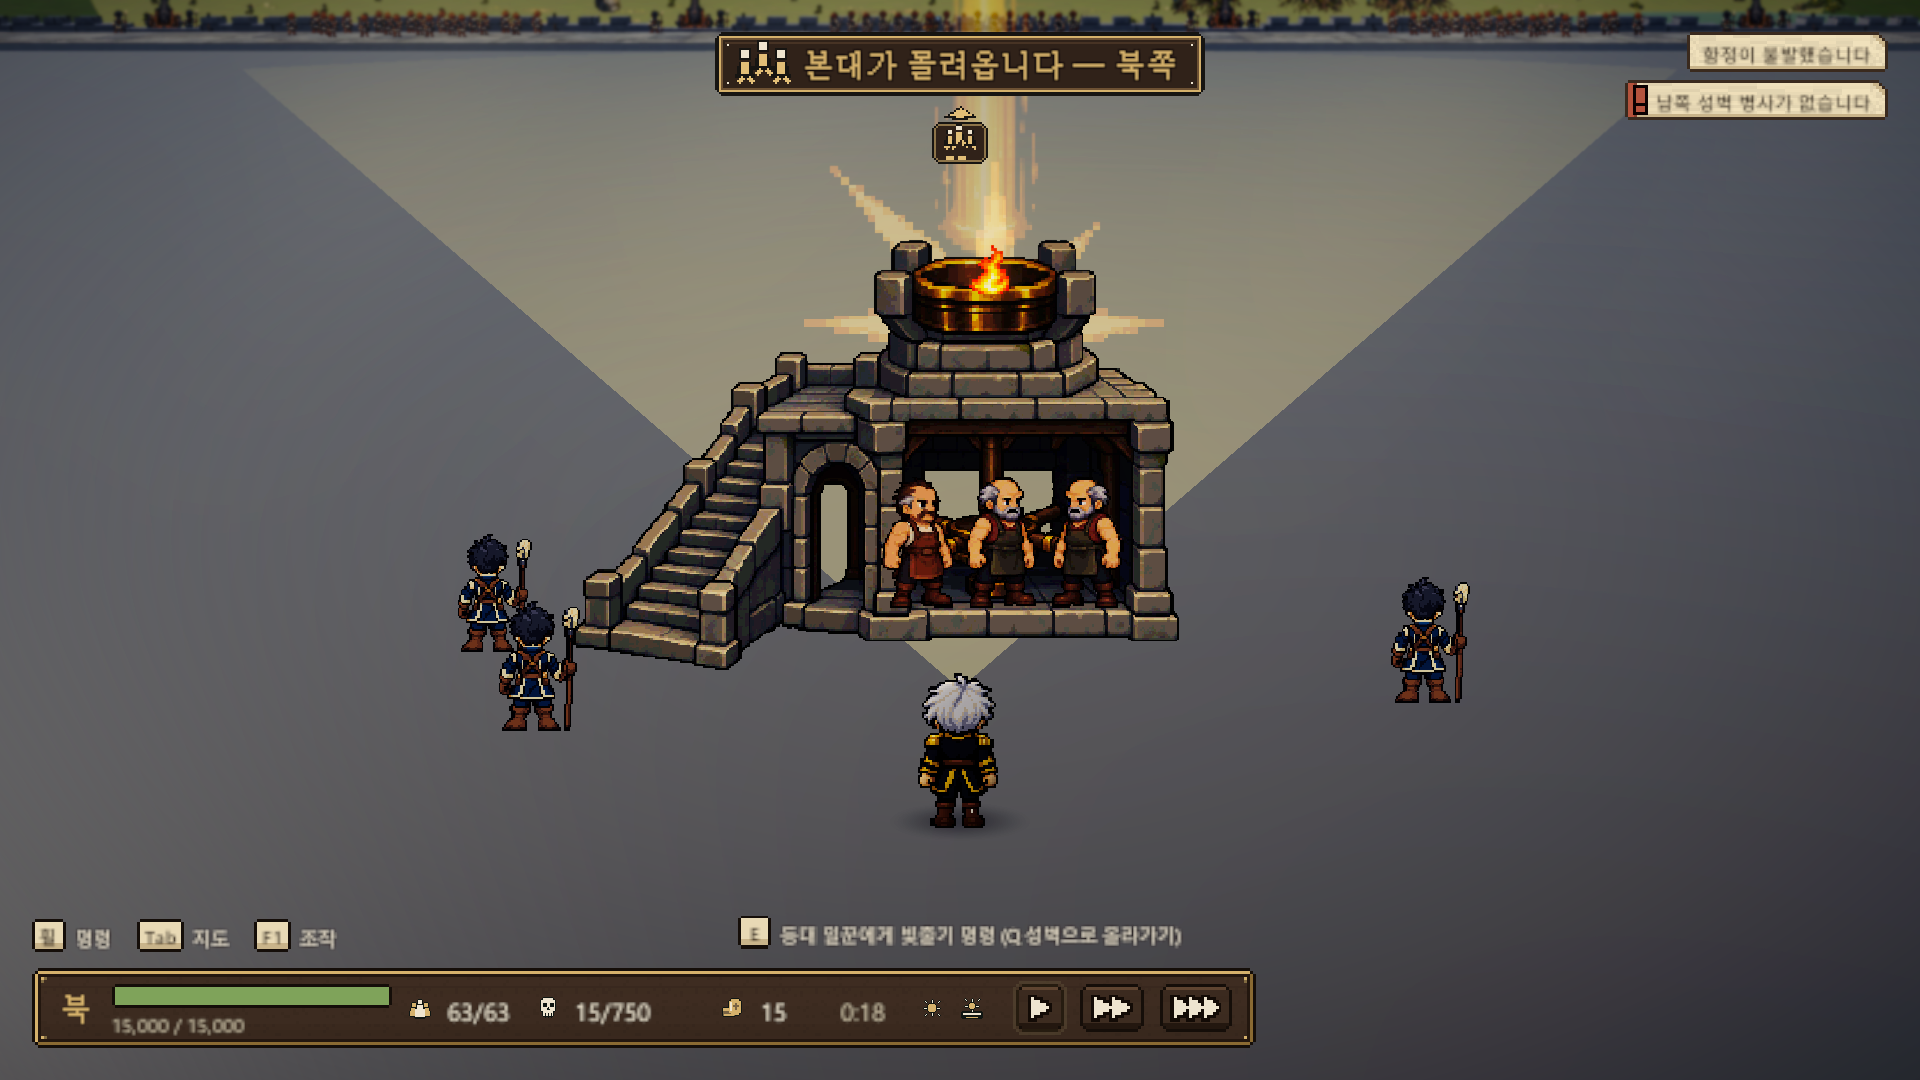 본대가 몰려옵니다 — 북쪽
함정이 불발했습니다
남쪽 성벽 병사가 없습니다
휠 명령 Tab 지도 F1 조작
E 등대 일꾼에게 빛줄기 명령 (Q 성벽으로 올라가기)
북
15,000 / 15,000
63/63 15/750 15 0:18